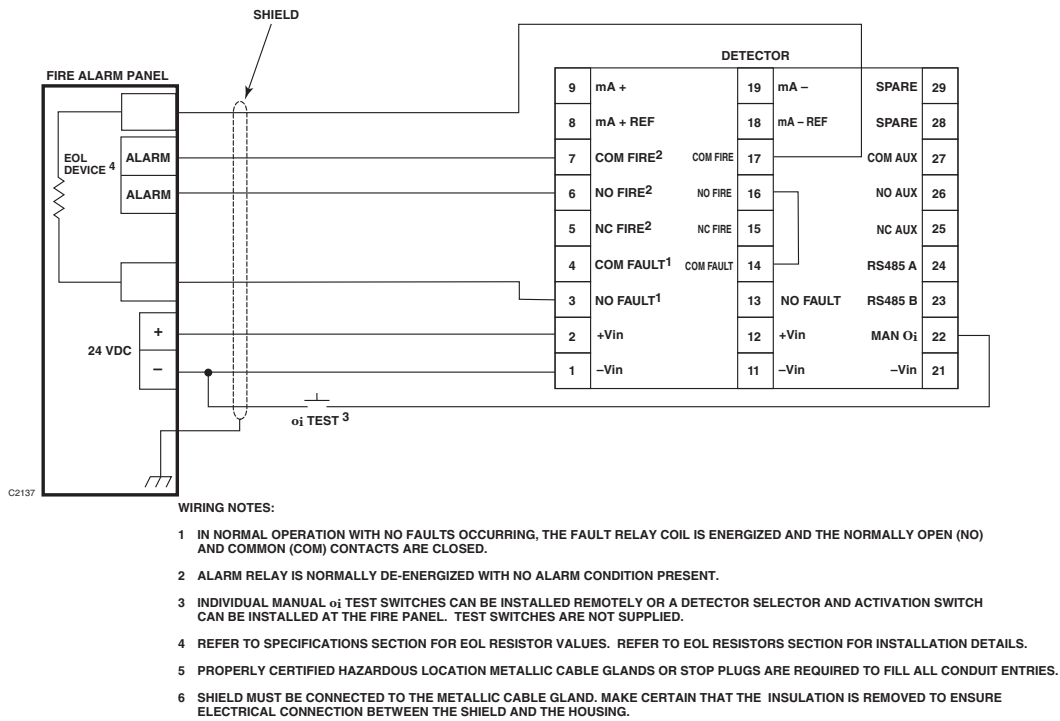 SHIELD
FIRE ALARM PANEL
EOL
DEVICE 4
ALARM
ALARM
24 VDC
+
–
oi TEST 3
C2137
DETECTOR
9 mA + 19 mA – SPARE 29
8 mA + REF 18 mA – REF SPARE 28
7 COM FIRE2 COM FIRE 17 COM AUX 27
6 NO FIRE2 NO FIRE 16 NO AUX 26
5 NC FIRE2 NC FIRE 15 NC AUX 25
4 COM FAULT1 COM FAULT 14 RS485 A 24
3 NO FAULT1 13 NO FAULT RS485 B 23
2 +Vin 12 +Vin MAN Oi 22
1 –Vin 11 –Vin –Vin 21
WIRING NOTES:
1 IN NORMAL OPERATION WITH NO FAULTS OCCURRING, THE FAULT RELAY COIL IS ENERGIZED AND THE NORMALLY OPEN (NO)
AND COMMON (COM) CONTACTS ARE CLOSED.
2 ALARM RELAY IS NORMALLY DE-ENERGIZED WITH NO ALARM CONDITION PRESENT.
3 INDIVIDUAL MANUAL oi TEST SWITCHES CAN BE INSTALLED REMOTELY OR A DETECTOR SELECTOR AND ACTIVATION SWITCH
CAN BE INSTALLED AT THE FIRE PANEL. TEST SWITCHES ARE NOT SUPPLIED.
4 REFER TO SPECIFICATIONS SECTION FOR EOL RESISTOR VALUES. REFER TO EOL RESISTORS SECTION FOR INSTALLATION DETAILS.
5 PROPERLY CERTIFIED HAZARDOUS LOCATION METALLIC CABLE GLANDS OR STOP PLUGS ARE REQUIRED TO FILL ALL CONDUIT ENTRIES.
6 SHIELD MUST BE CONNECTED TO THE METALLIC CABLE GLAND. MAKE CERTAIN THAT THE INSULATION IS REMOVED TO ENSURE
ELECTRICAL CONNECTION BETWEEN THE SHIELD AND THE HOUSING.